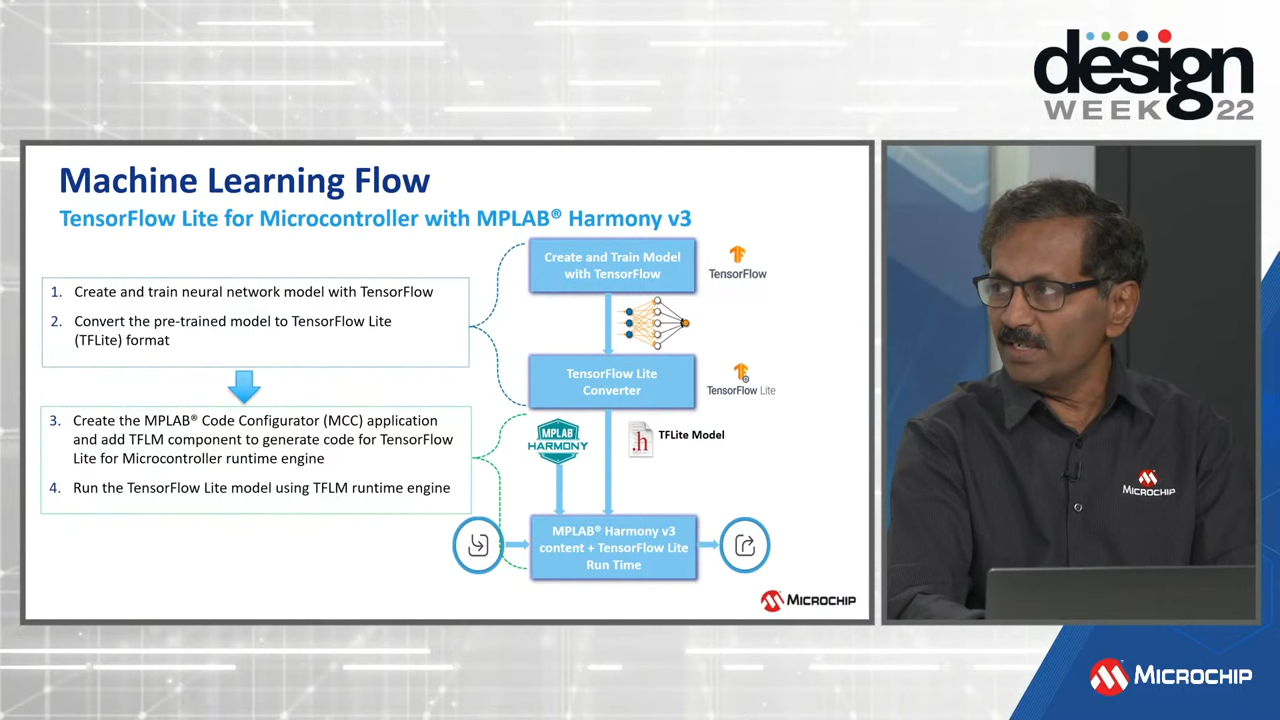 design
WEEK 22
Machine Learning Flow
TensorFlow Lite for Microcontroller with MPLAB® Harmony v3
1. Create and train neural network model with TensorFlow
2. Convert the pre-trained model to TensorFlow Lite
(TFLite) format
3. Create the MPLAB® Code Configurator (MCC) application
and add TFLM component to generate code for TensorFlow
Lite for Microcontroller runtime engine
4. Run the TensorFlow Lite model using TFLM runtime engine
Create and Train Model
with TensorFlow
TensorFlow
TensorFlow Lite
Converter
TensorFlow Lite
MPLAB
HARMONY
.h
TFLite Model
MPLAB® Harmony v3
content + TensorFlow Lite
Run Time
MICROCHIP
MICROCHIP
MICROCHIP